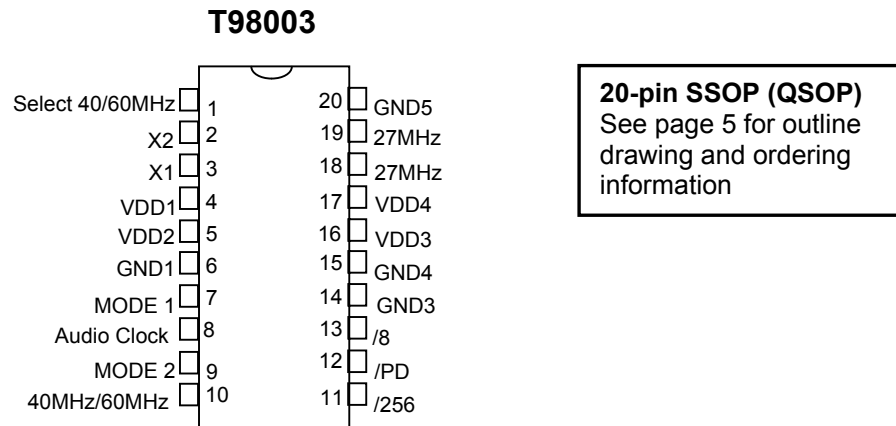 T98003
Select 40/60MHz 1 20 GND5
X2 2 19 27MHz
X1 3 18 27MHz
VDD1 4 17 VDD4
VDD2 5 16 VDD3
GND1 6 15 GND4
MODE 1 7 14 GND3
Audio Clock 8 13 /8
MODE 2 9 12 /PD
40MHz/60MHz 10 11 /256
20-pin SSOP (QSOP)
See page 5 for outline
drawing and ordering
information